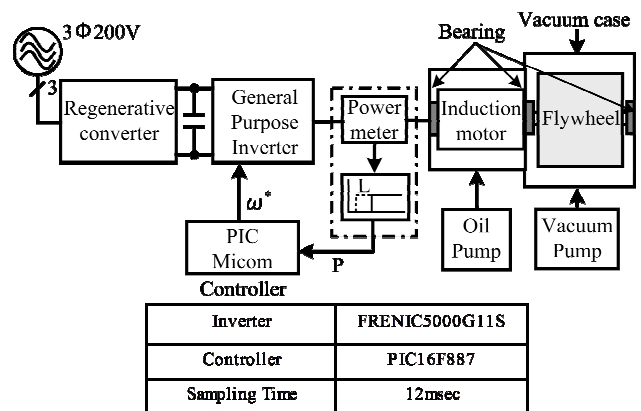 3Φ200V
3
Regenerative
converter
General
Purpose
Inverter
Power
meter
L
Bearing
Vacuum case
Induction
motor
Flywheel
ω*
PIC
Micom
Controller
P
Oil
Pump
Vacuum
Pump
Inverter FRENIC5000G11S
Controller PIC16F887
Sampling Time 12msec